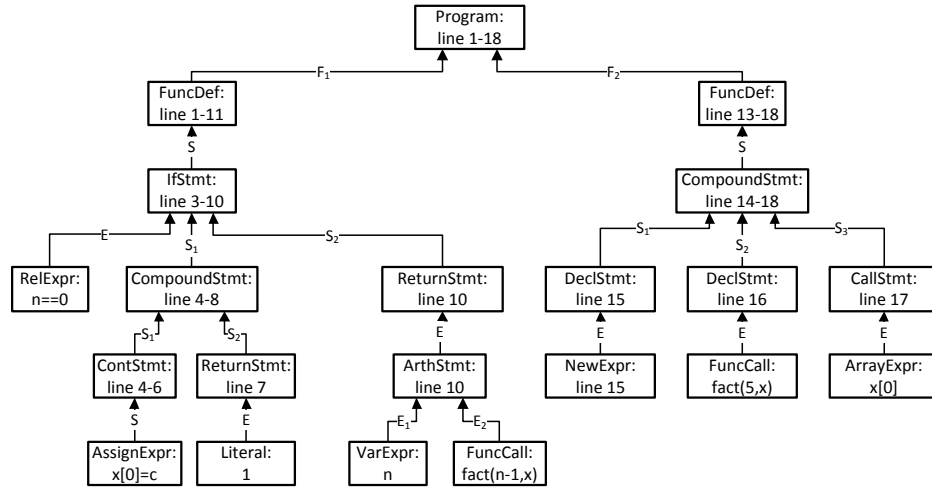 Program:
line 1-18
F₁
F₂
FuncDef:
line 1-11
FuncDef:
line 13-18
S
S
IfStmt:
line 3-10
CompoundStmt:
line 14-18
E
S₁
S₂
S₁
S₂
S₃
RelExpr:
n==0
CompoundStmt:
line 4-8
ReturnStmt:
line 10
DeclStmt:
line 15
DeclStmt:
line 16
CallStmt:
line 17
S₁
S₂
E
E
E
E
ContStmt:
line 4-6
ReturnStmt:
line 7
ArthStmt:
line 10
NewExpr:
line 15
FuncCall:
fact(5,x)
ArrayExpr:
x[0]
S
E
E₁
E₂
AssignExpr:
x[0]=c
Literal:
1
VarExpr:
n
FuncCall:
fact(n-1,x)